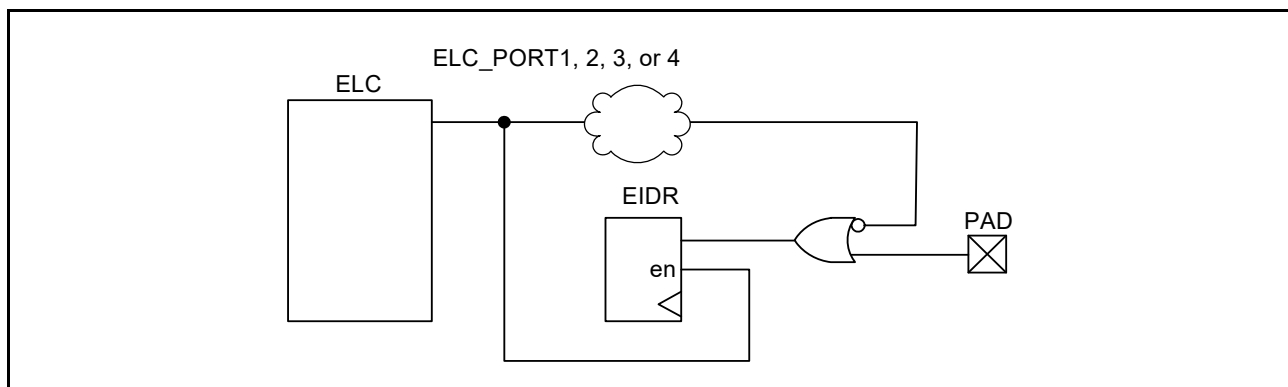 ELC_PORT1, 2, 3, or 4
ELC
EIDR
PAD
en